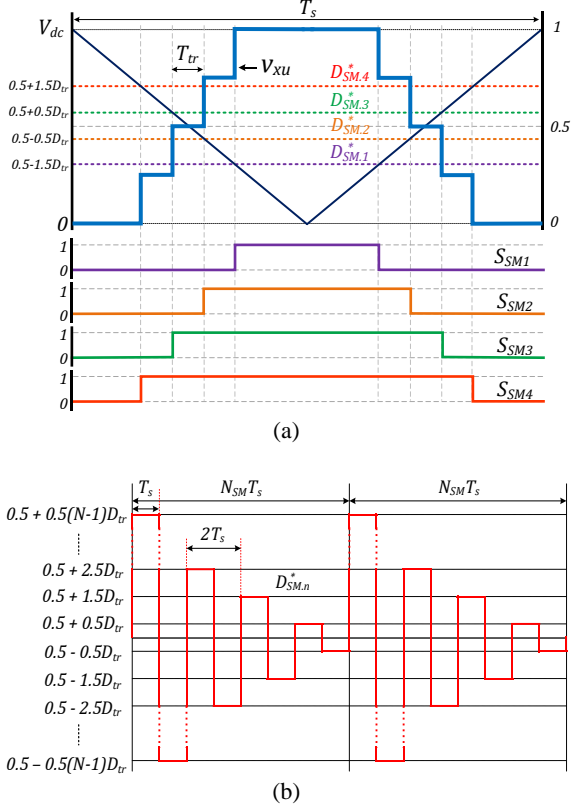 T_s
V_dc
1
T_tr
v_xu
0.5+1.5D_tr
D*_SM.4
0.5+0.5D_tr
D*_SM.3
0.5
0.5-0.5D_tr
D*_SM.2
0.5-1.5D_tr
D*_SM.1
0
0
1
0
S_SM1
1
0
S_SM2
1
0
S_SM3
1
0
S_SM4
(a)
T_s
N_SM T_s
N_SM T_s
0.5 + 0.5(N-1)D_tr
2T_s
0.5 + 2.5D_tr
D*_SM.n
0.5 + 1.5D_tr
0.5 + 0.5D_tr
0.5 - 0.5D_tr
0.5 - 1.5D_tr
0.5 - 2.5D_tr
0.5 – 0.5(N-1)D_tr
(b)